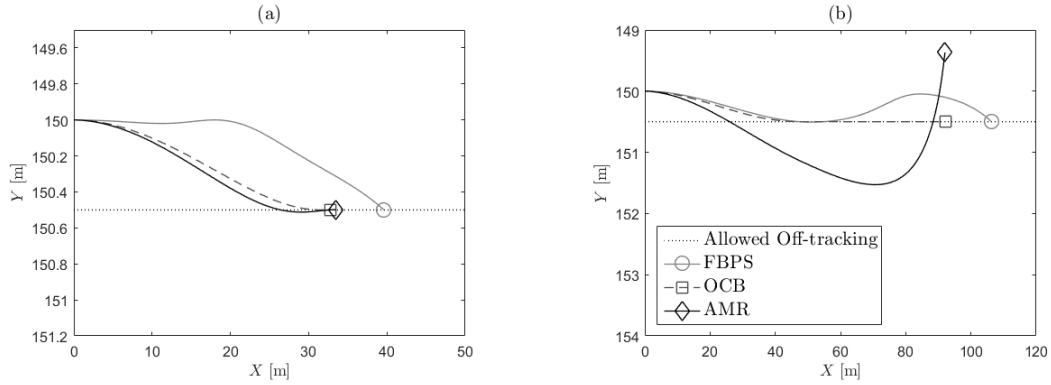 (a)
149.6
149.8
150
150.2
150.4
150.6
150.8
151
151.2
Y [m]
0 10 20 30 40 50
X [m]
(b)
149
150
151
152
153
154
Y [m]
Allowed Off-tracking
FBPS
OCB
AMR
0 20 40 60 80 100 120
X [m]